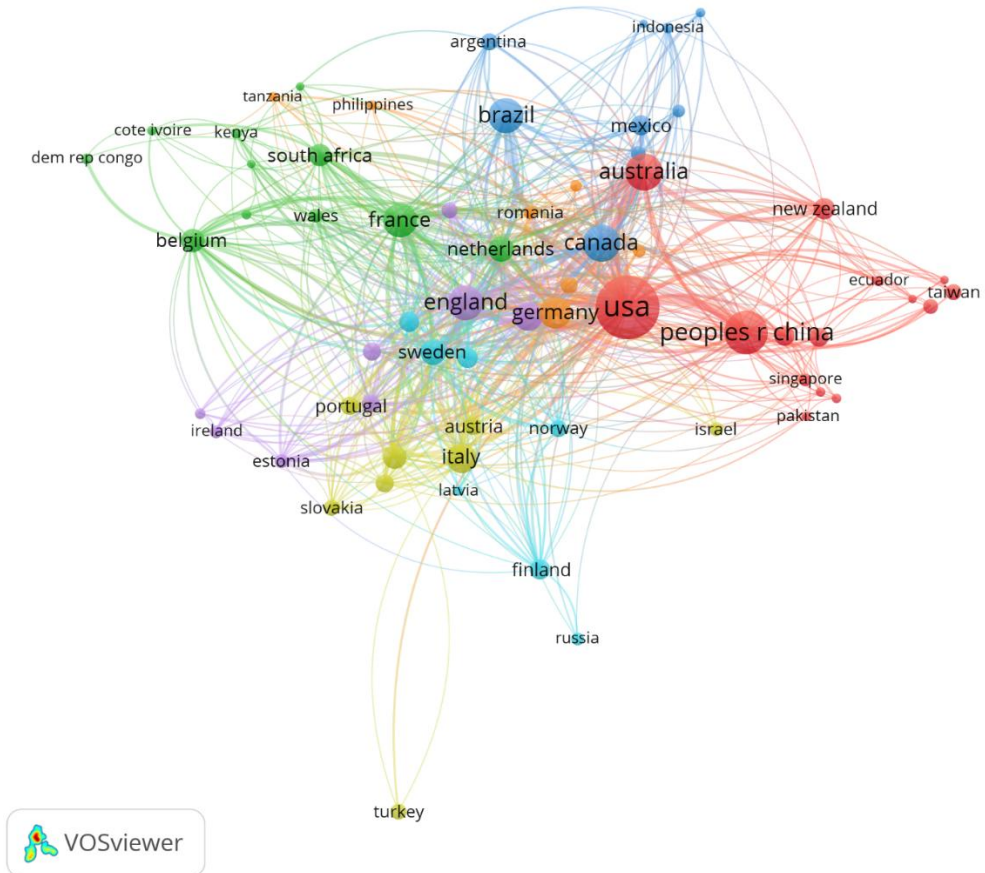 indonesia
argentina
tanzania
philippines
brazil
mexico
cote ivoire
kenya
dem rep congo
south africa
australia
wales
romania
new zealand
france
belgium
netherlands
canada
ecuador
taiwan
england
germany
usa
peoples r china
sweden
singapore
portugal
pakistan
austria
norway
israel
ireland
estonia
italy
latvia
slovakia
finland
russia
turkey
VOSviewer